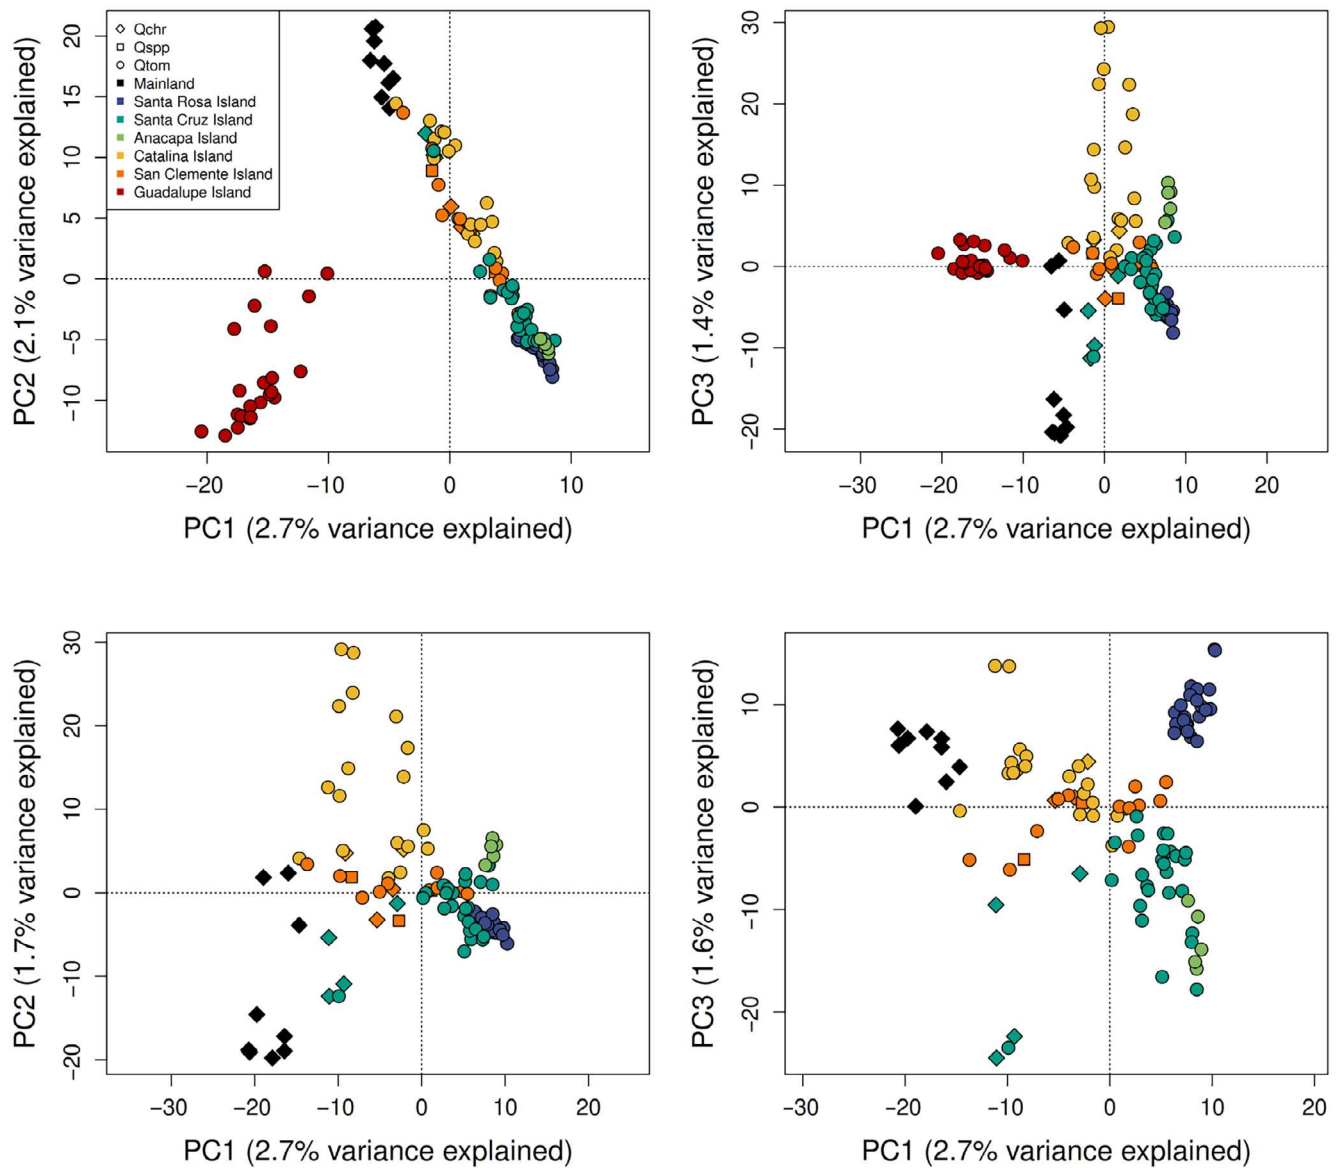 Qchr
Qspp
Qtom
Mainland
Santa Rosa Island
Santa Cruz Island
Anacapa Island
Catalina Island
San Clemente Island
Guadalupe Island
PC2 (2.1% variance explained)
20
15
10
5
0
−5
−10
−20 −10 0 10
PC1 (2.7% variance explained)
PC3 (1.4% variance explained)
30
20
10
0
−10
−20
−30 −20 −10 0 10 20
PC1 (2.7% variance explained)
PC2 (1.7% variance explained)
30
20
10
0
−10
−20
−30 −20 −10 0 10 20
PC1 (2.7% variance explained)
PC3 (1.6% variance explained)
10
0
−10
−20
−30 −20 −10 0 10 20
PC1 (2.7% variance explained)